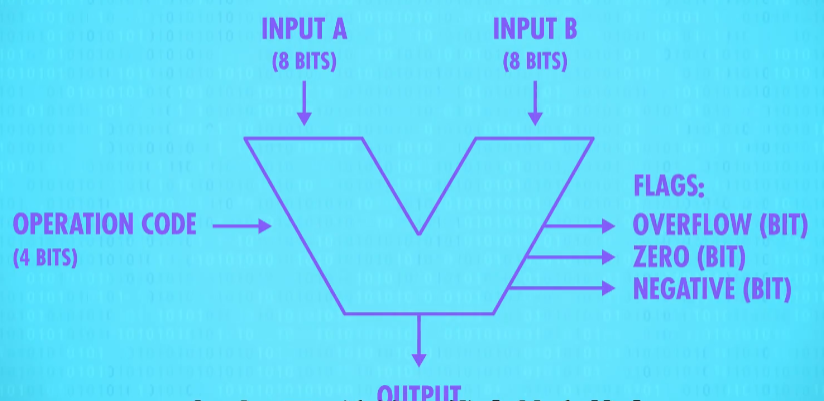 INPUT A
(8 BITS)
INPUT B
(8 BITS)
OPERATION CODE
(4 BITS)
FLAGS:
OVERFLOW (BIT)
ZERO (BIT)
NEGATIVE (BIT)
OUTPUT